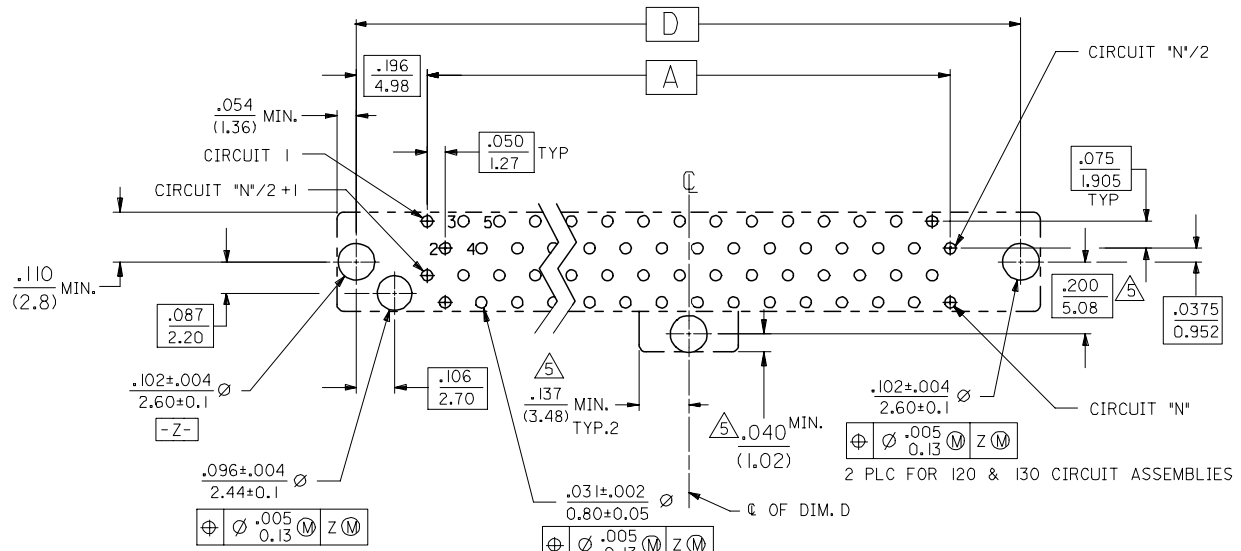 D
CIRCUIT "N"/2
.196
4.98
A
.054
(1.36) MIN.
.050
1.27 TYP
.075
1.905
TYP
CIRCUIT 1
℄
CIRCUIT "N"/2 +1
3 5
2 4
.110
(2.8) MIN.
.200
5.08
5
.0375
0.952
.087
2.20
5
.137
(3.48) MIN.
TYP.2
.106
2.70
.102±.004
2.60±0.1 ⌀
-Z-
5
.040 MIN.
(1.02)
.102±.004
2.60±0.1 ⌀
CIRCUIT "N"
⌖ ⌀ .005
0.13 Ⓜ Z Ⓜ
2 PLC FOR 120 & 130 CIRCUIT ASSEMBLIES
.096±.004
2.44±0.1 ⌀
.031±.002
0.80±0.05 ⌀
℄ OF DIM. D
⌖ ⌀ .005
0.13 Ⓜ Z Ⓜ
⌖ ⌀ .005
0.13 Ⓜ Z Ⓜ